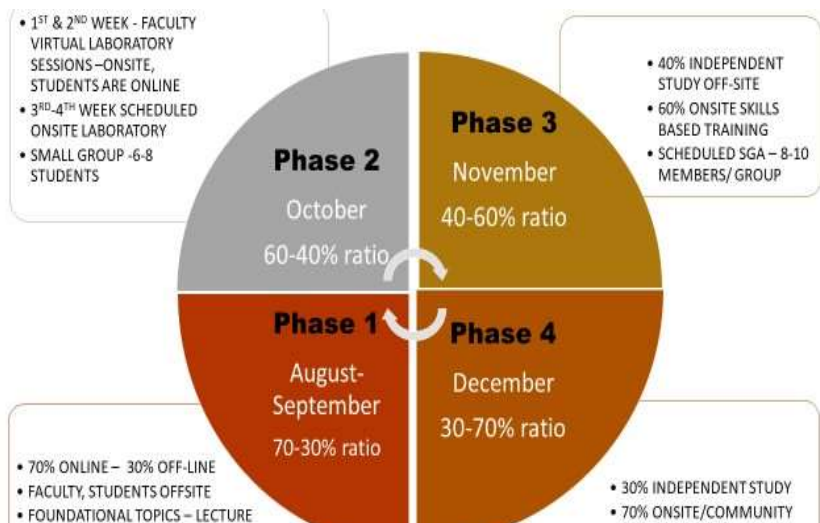 • 1ST & 2ND WEEK - FACULTY
VIRTUAL LABORATORY
SESSIONS –ONSITE,
STUDENTS ARE ONLINE
• 3RD-4TH WEEK SCHEDULED
ONSITE LABORATORY
• SMALL GROUP -6-8
STUDENTS
• 40% INDEPENDENT
STUDY OFF-SITE
• 60% ONSITE SKILLS
BASED TRAINING
• SCHEDULED SGA – 8-10
MEMBERS/ GROUP
Phase 2
October
60-40% ratio
Phase 3
November
40-60% ratio
Phase 1
August-
September
70-30% ratio
Phase 4
December
30-70% ratio
• 70% ONLINE – 30% OFF-LINE
• FACULTY, STUDENTS OFFSITE
• FOUNDATIONAL TOPICS – LECTURE
• 30% INDEPENDENT STUDY
• 70% ONSITE/COMMUNITY